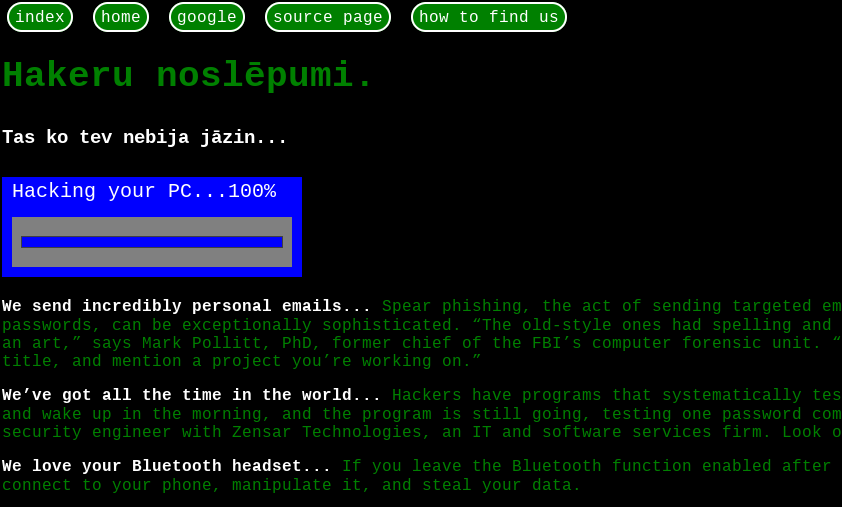 index home google source page how to find us
Hakeru noslēpumi.
Tas ko tev nebija jāzin...
Hacking your PC...100%
We send incredibly personal emails... Spear phishing, the act of sending targeted em
passwords, can be exceptionally sophisticated. “The old-style ones had spelling and
an art,” says Mark Pollitt, PhD, former chief of the FBI’s computer forensic unit. “
title, and mention a project you’re working on.”
We’ve got all the time in the world... Hackers have programs that systematically tes
and wake up in the morning, and the program is still going, testing one password com
security engineer with Zensar Technologies, an IT and software services firm. Look o
We love your Bluetooth headset... If you leave the Bluetooth function enabled after
connect to your phone, manipulate it, and steal your data.